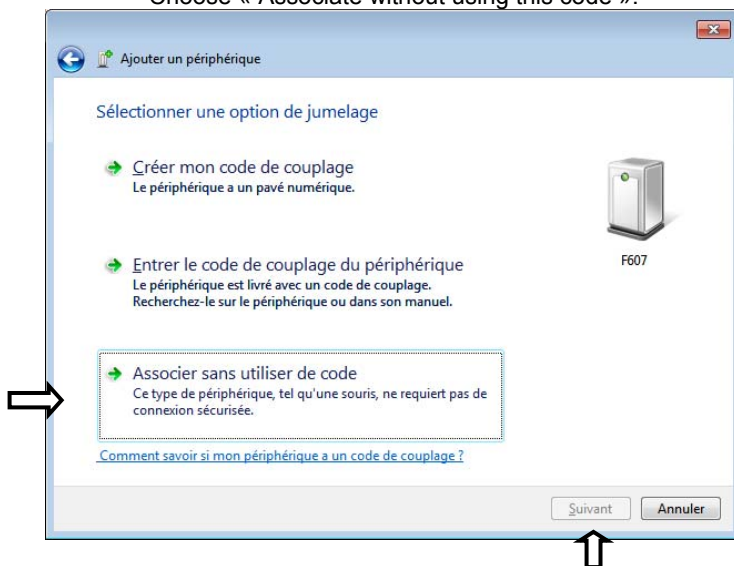 Choose « Associate without using this code ».
Ajouter un périphérique
Sélectionner une option de jumelage
Créer mon code de couplage
Le périphérique a un pavé numérique.
Entrer le code de couplage du périphérique
Le périphérique est livré avec un code de couplage.
Recherchez-le sur le périphérique ou dans son manuel.
F607
Associer sans utiliser de code
Ce type de périphérique, tel qu'une souris, ne requiert pas de
connexion sécurisée.
Comment savoir si mon périphérique a un code de couplage ?
Suivant Annuler